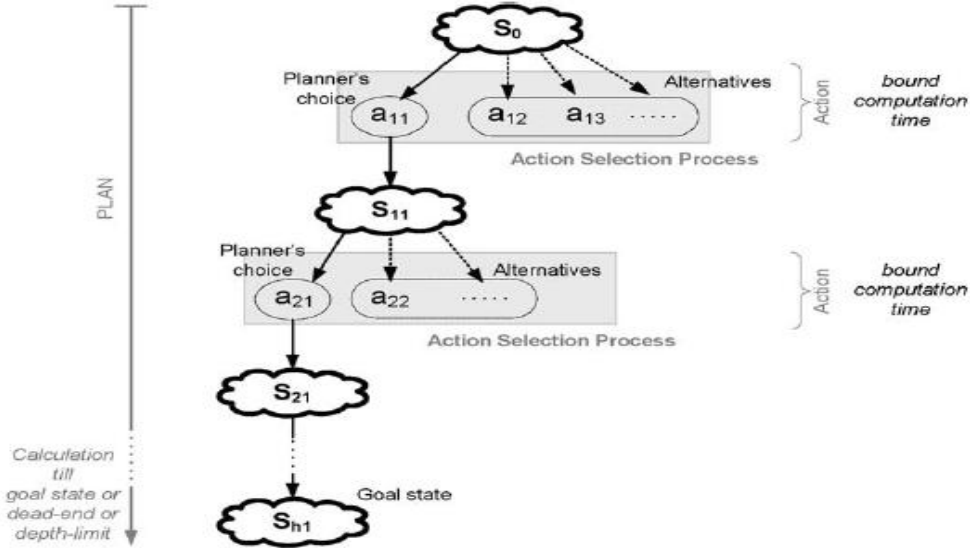 S0
Planner's
choice
Alternatives
a11
a12
a13
.....
Action
bound
computation
time
Action Selection Process
PLAN
S11
Planner's
choice
Alternatives
a21
a22
.....
Action
bound
computation
time
Action Selection Process
S21
Calculation
till
goal state or
dead-end or
depth-limit
Goal state
Sh1